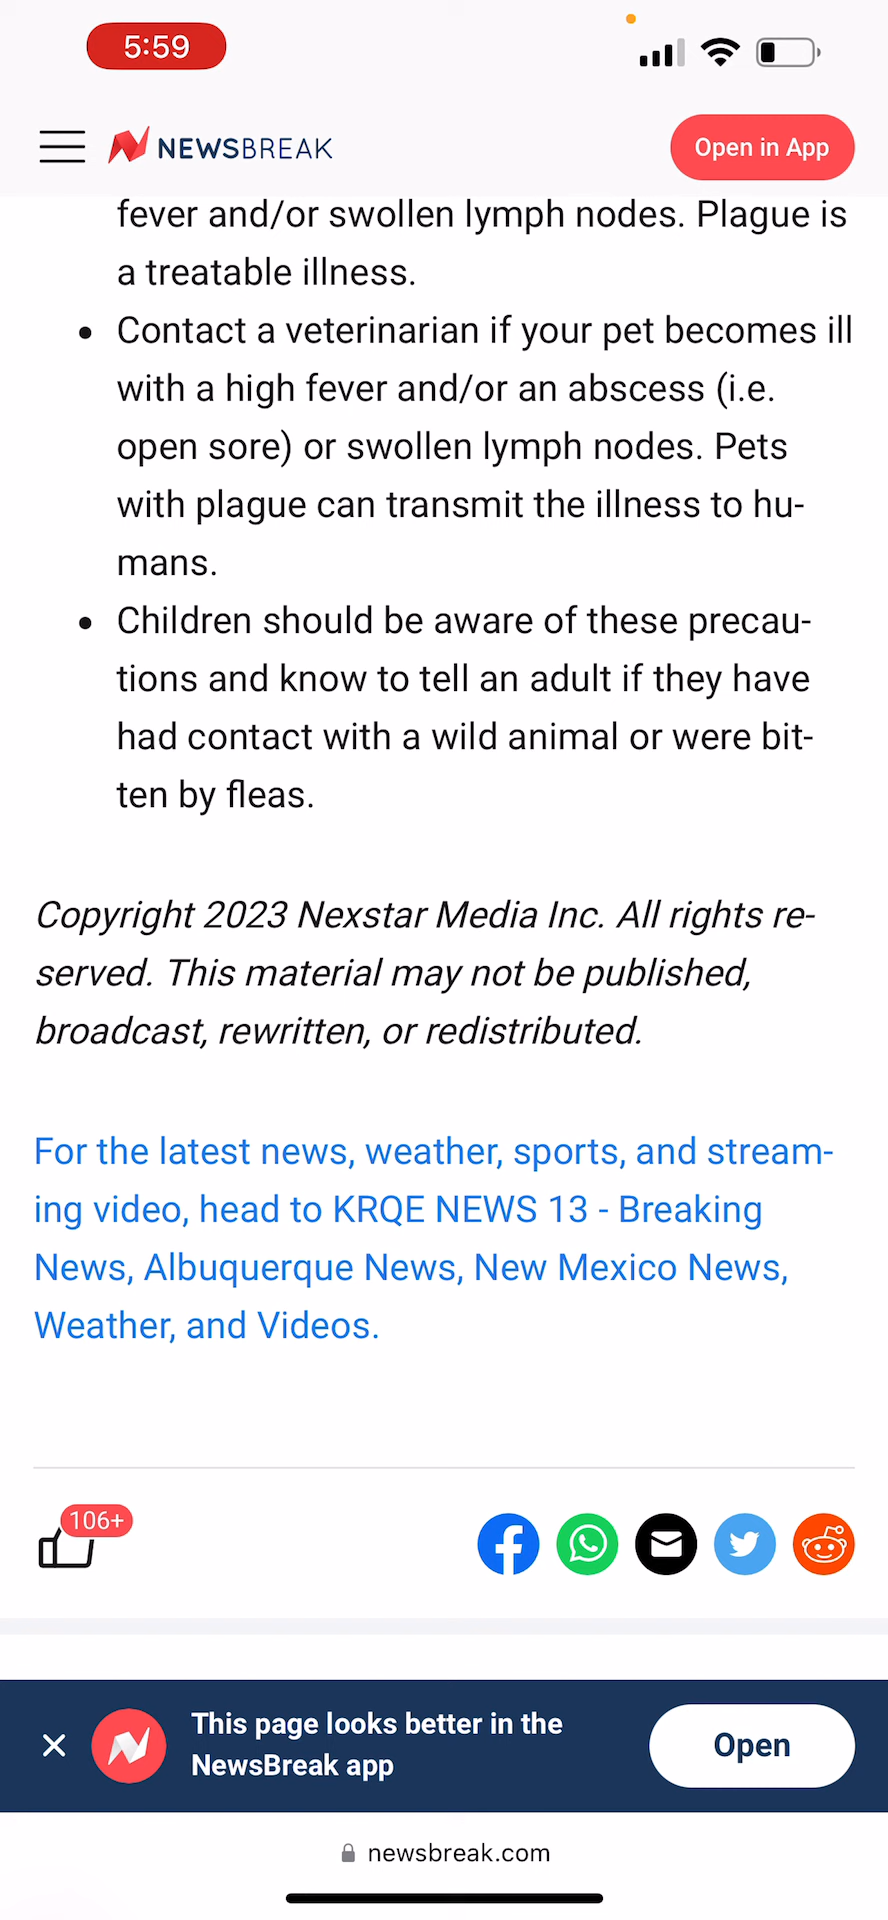 5:59
NEWSBREAK
Open in App
fever and/or swollen lymph nodes. Plague is
a treatable illness.
• Contact a veterinarian if your pet becomes ill
with a high fever and/or an abscess (i.e.
open sore) or swollen lymph nodes. Pets
with plague can transmit the illness to hu-
mans.
• Children should be aware of these precau-
tions and know to tell an adult if they have
had contact with a wild animal or were bit-
ten by fleas.
Copyright 2023 Nexstar Media Inc. All rights re-
served. This material may not be published,
broadcast, rewritten, or redistributed.
For the latest news, weather, sports, and stream-
ing video, head to KRQE NEWS 13 - Breaking
News, Albuquerque News, New Mexico News,
Weather, and Videos.
106+
This page looks better in the
NewsBreak app
Open
newsbreak.com